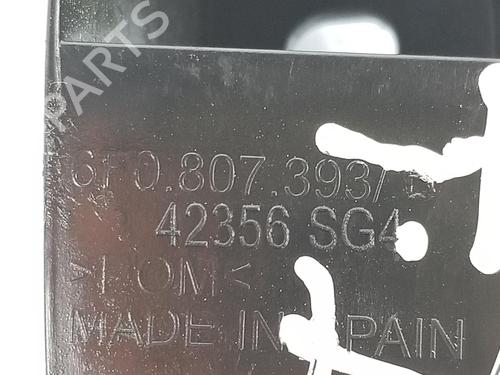 6F0.807.393/
42356 SG4
>POM<
MADE IN SPAIN
B-PARTS